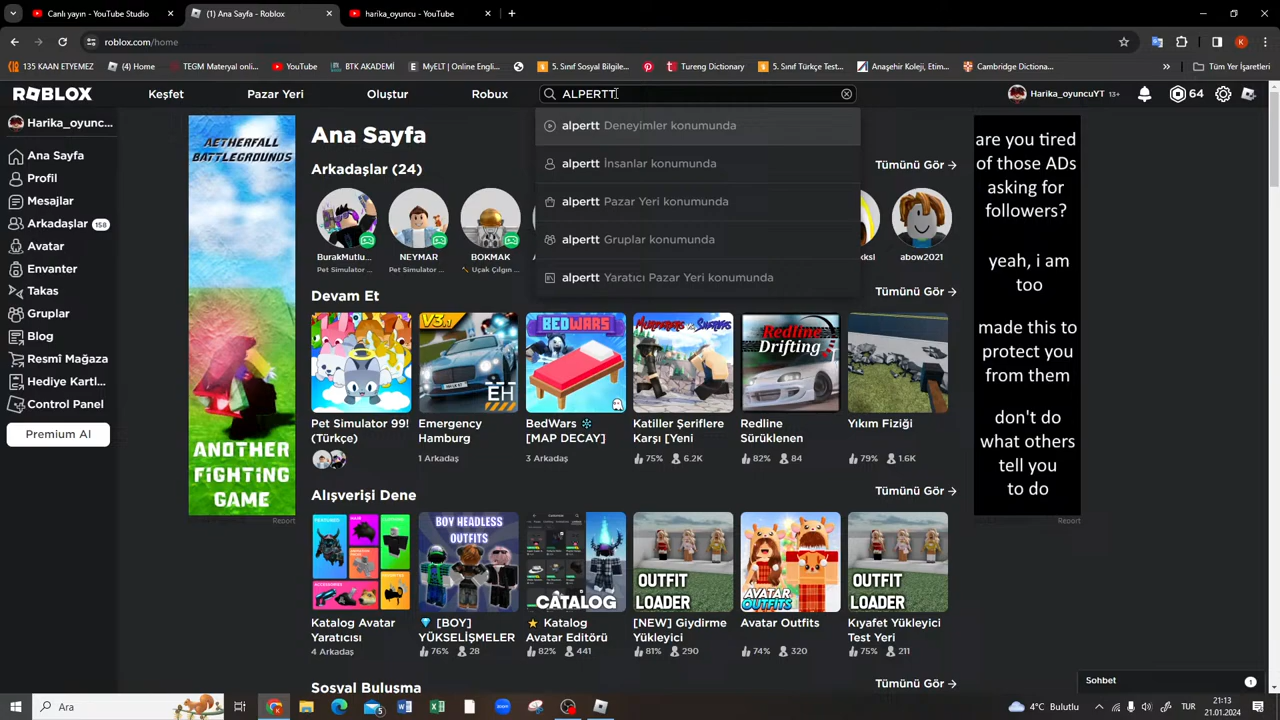 Canlı yayın - YouTube Studio
(1) Ana Sayfa - Roblox
harika_oyuncu - YouTube
roblox.com/home
135 KAAN ETYEMEZ
(4) Home
TEGM Materyal onli...
YouTube
BTK AKADEMİ
MyELT | Online Engli...
5. Sınıf Sosyal Bilgile...
Tureng Dictionary
5. Sınıf Türkçe Test...
Anaşehir Koleji, Etim...
Cambridge Dictiona...
Tüm Yer İşaretleri
ROBLOX
Keşfet
Pazar Yeri
Oluştur
Robux
ALPERTT
Harika_oyuncuYT 13+
64
alpertt Deneyimler konumunda
alpertt İnsanlar konumunda
alpertt Pazar Yeri konumunda
alpertt Gruplar konumunda
alpertt Yaratıcı Pazar Yeri konumunda
Harika_oyunc...
Ana Sayfa
Profil
Mesajlar
Arkadaşlar 158
Avatar
Envanter
Takas
Gruplar
Blog
Resmî Mağaza
Hediye Kartl...
Control Panel
Premium Al
AETHERFALL
BATTLEGROUNDS
ANOTHER
FIGHTING
GAME
Report
Ana Sayfa
Arkadaşlar (24)
Tümünü Gör
BurakMutlu...
Pet Simulator ...
NEYMAR
Pet Simulator ...
BOKMAK
Uçak Çılgın ...
ksi
abow2021
Devam Et
Tümünü Gör
V3.1
EH
BEDWARS
MURDERERS VS SHERIFFS
Redline
Drifting
Pet Simulator 99!
(Türkçe)
Emergency
Hamburg
1 Arkadaş
BedWars ❄
[MAP DECAY]
3 Arkadaş
Katiller Şeriflere
Karşı [Yeni
75% 6.2K
Redline
Sürüklenen
82% 84
Yıkım Fiziği
79% 1.6K
Alışverişi Dene
Tümünü Gör
BOY HEADLESS
OUTFITS
CATALOG
OUTFIT
LOADER
AVATAR
OUTFITS
OUTFIT
LOADER
Katalog Avatar
Yaratıcısı
4 Arkadaş
💎 [BOY]
YÜKSELİŞMELER
76% 28
⭐ Katalog
Avatar Editörü
82% 441
[NEW] Giydirme
Yükleyici
81% 290
Avatar Outfits
74% 320
Kıyafet Yükleyici
Test Yeri
75% 211
Sosyal Buluşma
Tümünü Gör
are you tired
of those ADs
asking for
followers?
yeah, i am
too
made this to
protect you
from them
don't do
what others
tell you
to do
Report
Sohbet
1
Ara
4°C Bulutlu
TUR
21:13
21.01.2024